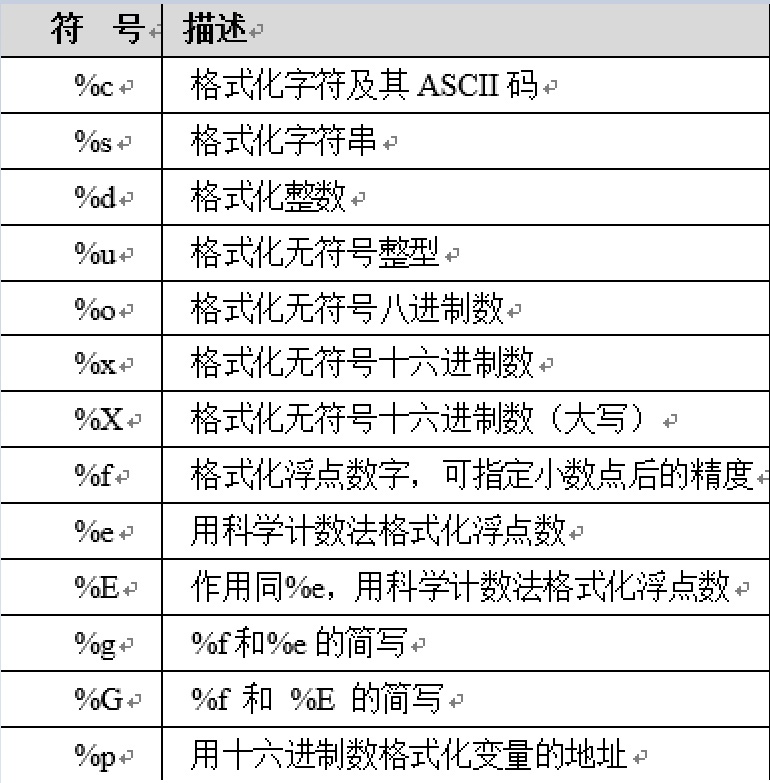 符 号 描述
%c 格式化字符及其 ASCII 码
%s 格式化字符串
%d 格式化整数
%u 格式化无符号整型
%o 格式化无符号八进制数
%x 格式化无符号十六进制数
%X 格式化无符号十六进制数（大写）
%f 格式化浮点数字，可指定小数点后的精度
%e 用科学计数法格式化浮点数
%E 作用同%e，用科学计数法格式化浮点数
%g %f 和%e 的简写
%G %f 和 %E 的简写
%p 用十六进制数格式化变量的地址